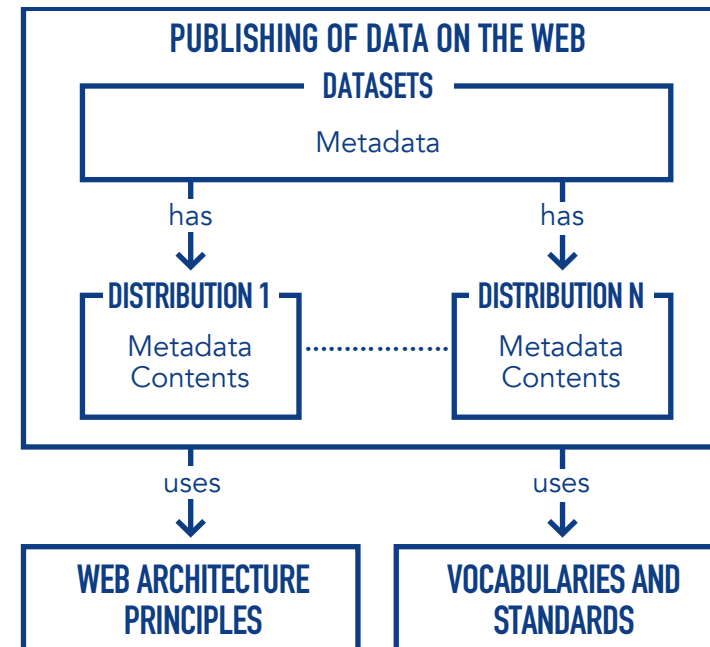 PUBLISHING OF DATA ON THE WEB
DATASETS
Metadata
has
has
DISTRIBUTION 1
DISTRIBUTION N
Metadata
Contents
Metadata
Contents
uses
uses
WEB ARCHITECTURE
PRINCIPLES
VOCABULARIES AND
STANDARDS